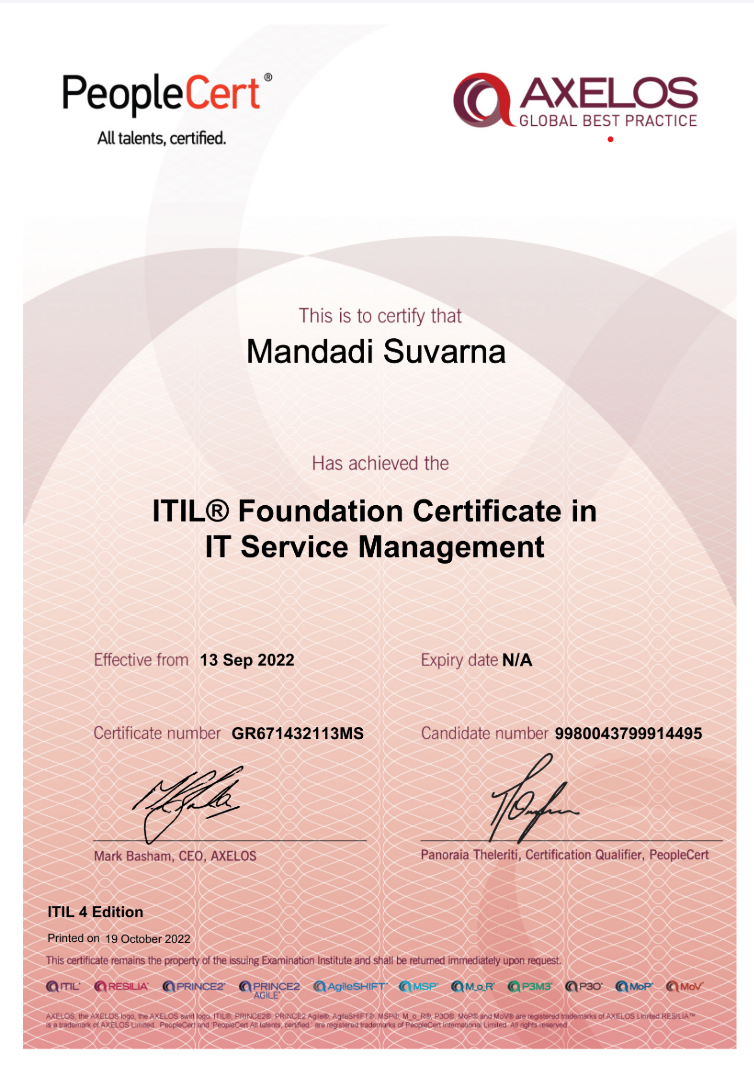 PeopleCert®
All talents, certified.
AXELOS
GLOBAL BEST PRACTICE
This is to certify that
Mandadi Suvarna
Has achieved the
ITIL® Foundation Certificate in
IT Service Management
Effective from 13 Sep 2022
Expiry date N/A
Certificate number GR671432113MS
Candidate number 9980043799914495
Mark Basham, CEO, AXELOS
Panoraia Theleriti, Certification Qualifier, PeopleCert
ITIL 4 Edition
Printed on 19 October 2022
This certificate remains the property of the issuing Examination Institute and shall be returned immediately upon request.
ITIL® RESILIA® PRINCE2® PRINCE2 AGILE® AgileSHIFT® MSP® M_o_R® P3M3® P3O® MoP® MoV®
AXELOS, the AXELOS logo, the AXELOS swirl logo, ITIL®, PRINCE2®, PRINCE2 Agile®, AgileSHIFT®, MSP®, M_o_R®, P3O®, MoP® and MoV® are registered trademarks of AXELOS Limited. RESILIA™
is a trademark of AXELOS Limited. PeopleCert and PeopleCert All talents, certified. are registered trademarks of PeopleCert International Limited. All rights reserved.